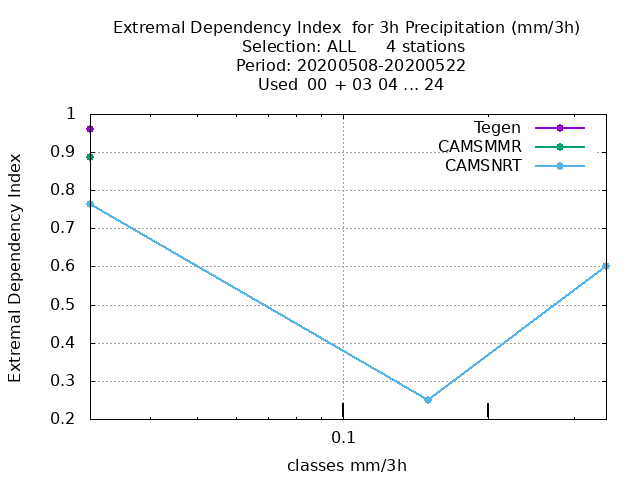 Extremal Dependency Index  for 3h Precipitation (mm/3h)
Selection: ALL      4 stations
Period: 20200508-20200522
Used  00  + 03 04 ... 24
Tegen
CAMSMMR
CAMSNRT
1
0.9
0.8
0.7
0.6
0.5
0.4
0.3
0.2
Extremal Dependency Index
0.1
classes mm/3h